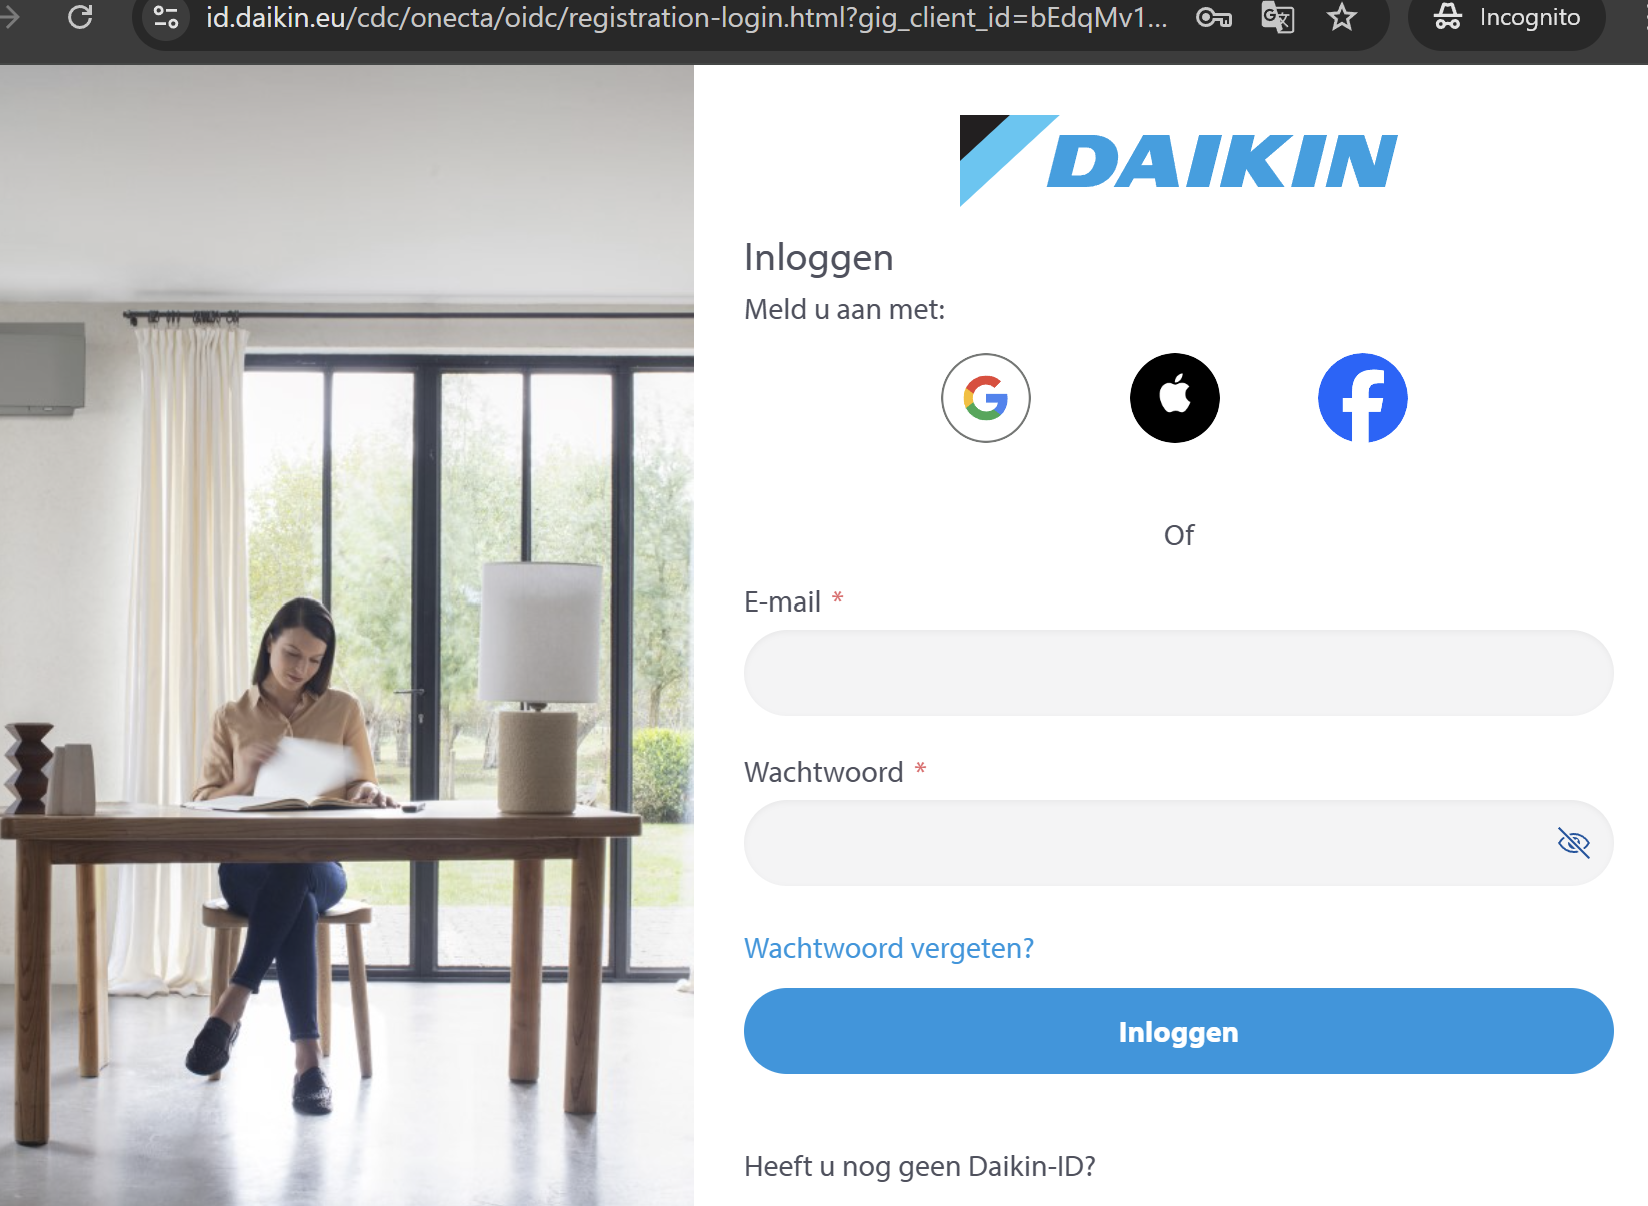 id.daikin.eu/cdc/onecta/oidc/registration-login.html?gig_client_id=bEdqMv1...
Incognito
DAIKIN
Inloggen
Meld u aan met:
Of
E-mail *
Wachtwoord *
Wachtwoord vergeten?
Inloggen
Heeft u nog geen Daikin-ID?